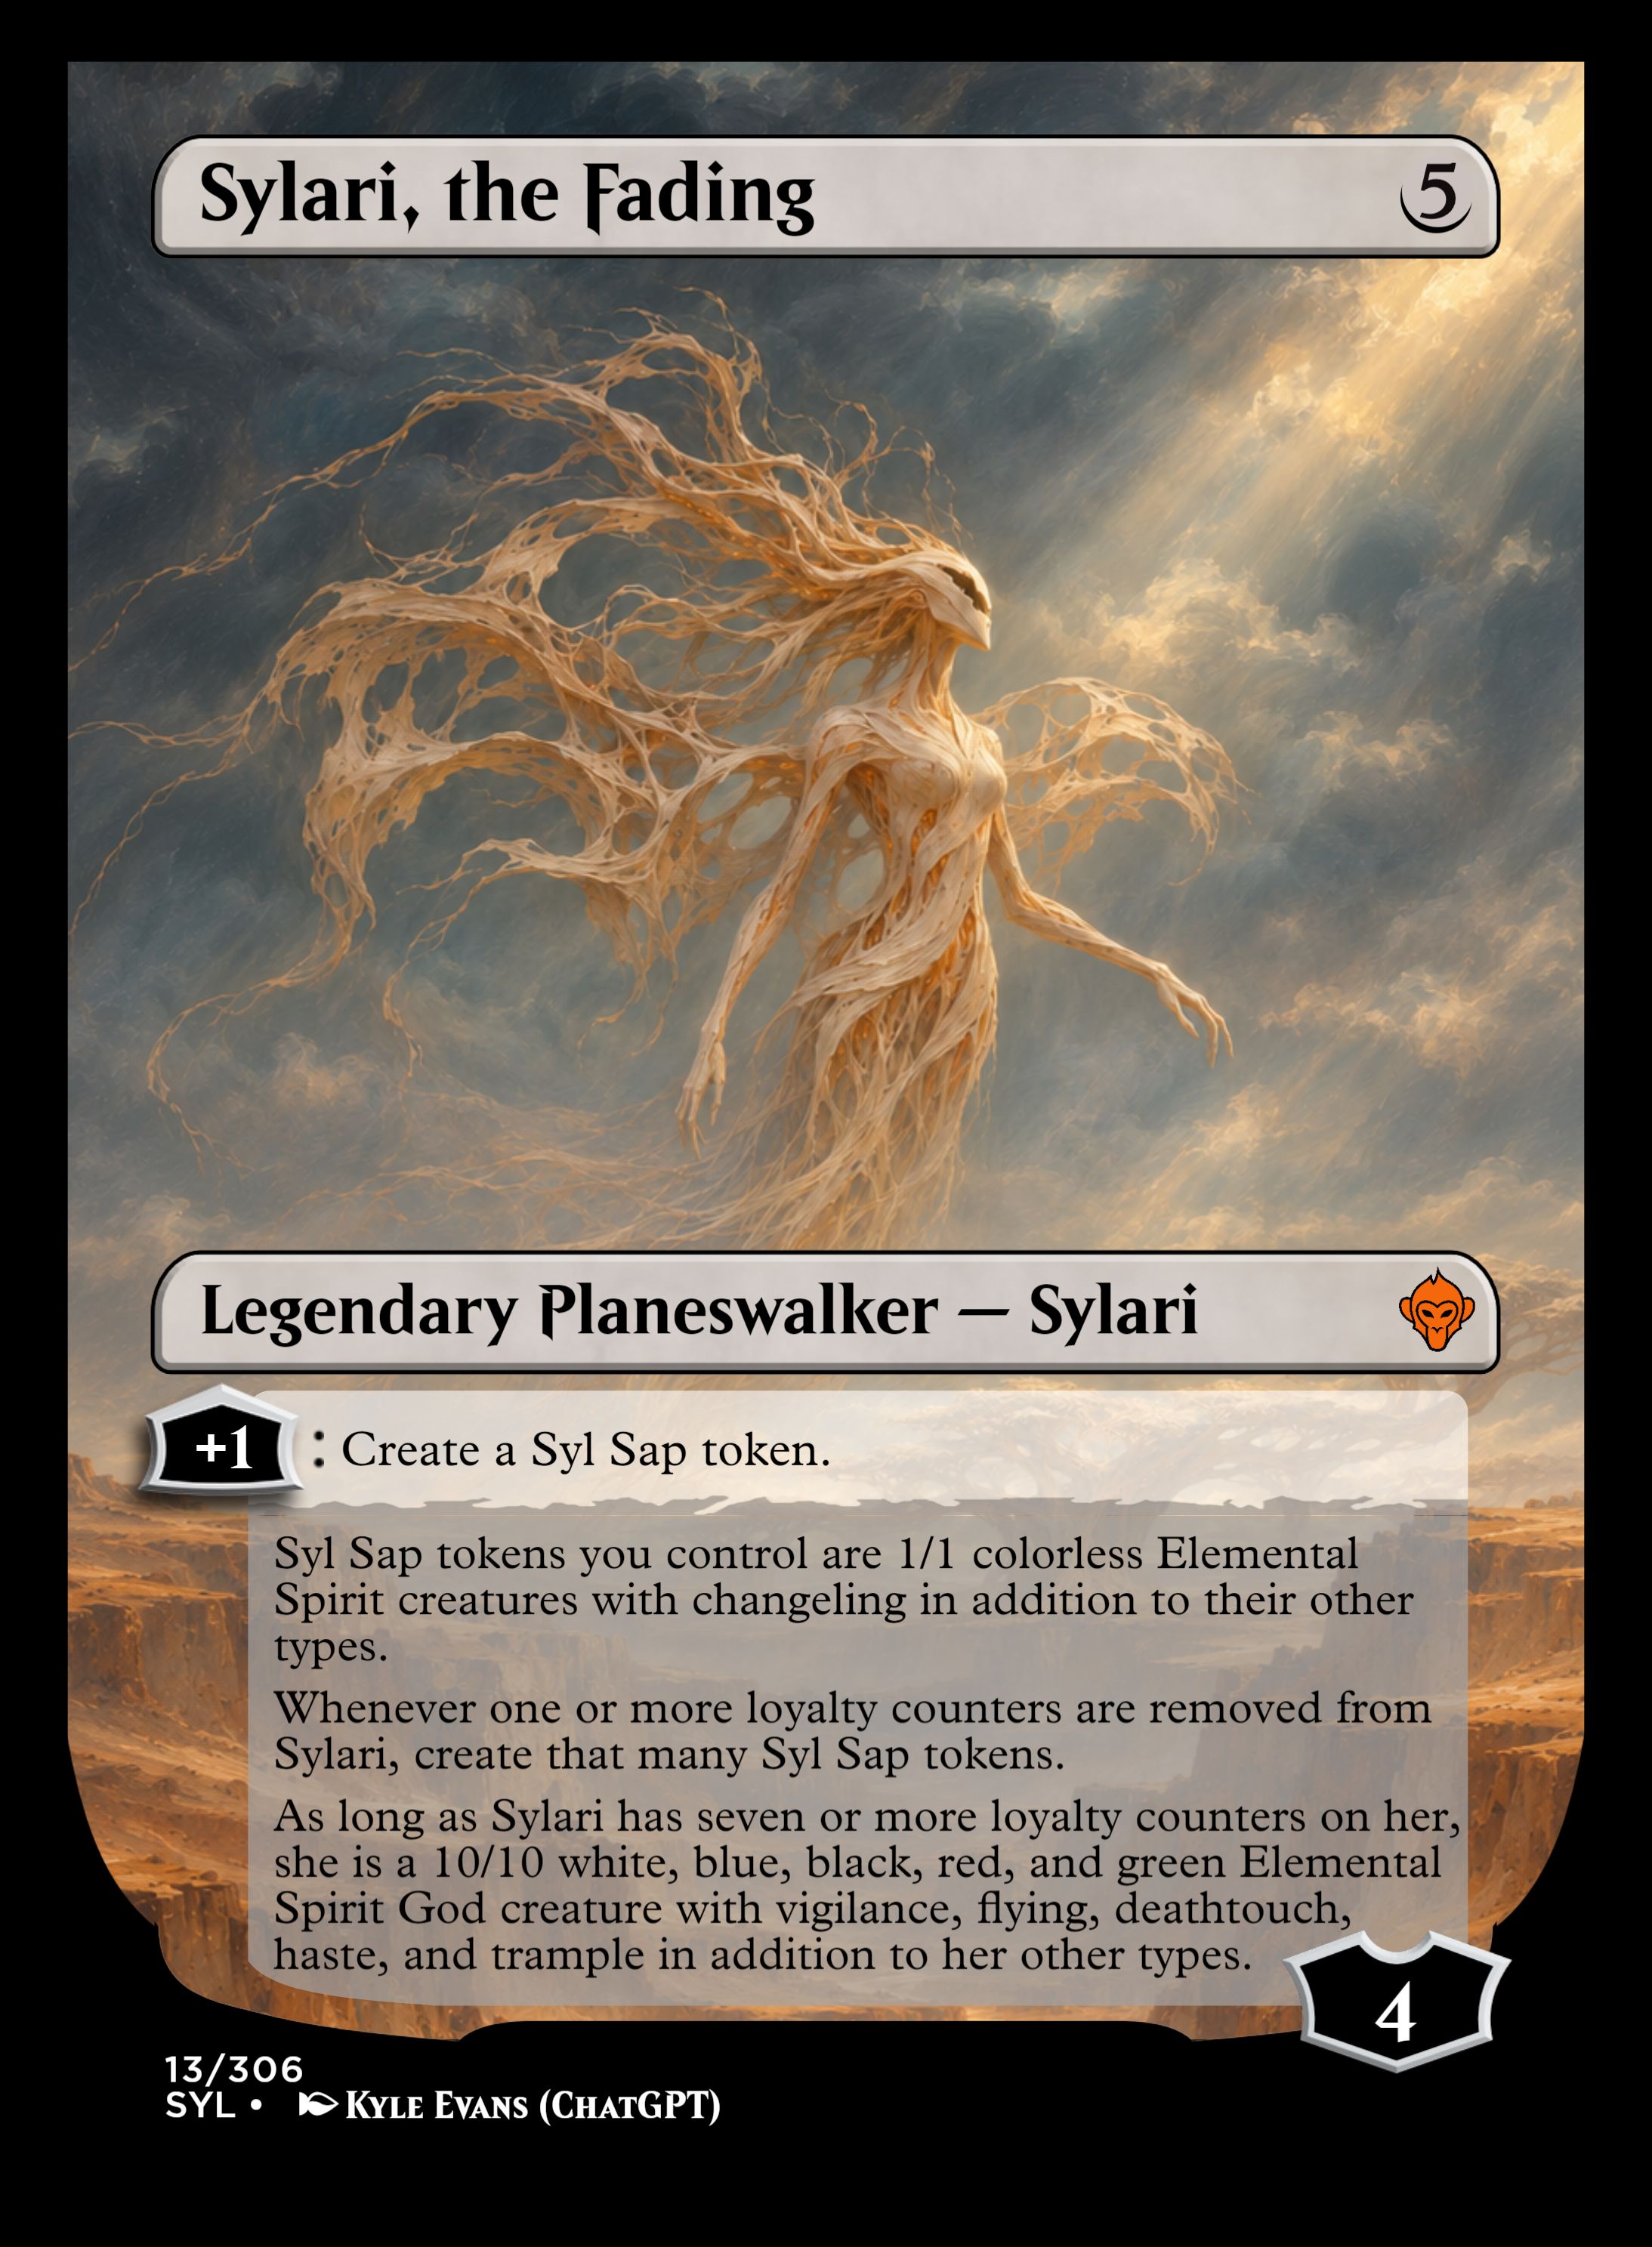 Sylari, the Fading 5
Legendary Planeswalker — Sylari
+1 : Create a Syl Sap token.
Syl Sap tokens you control are 1/1 colorless Elemental
Spirit creatures with changeling in addition to their other
types.
Whenever one or more loyalty counters are removed from
Sylari, create that many Syl Sap tokens.
As long as Sylari has seven or more loyalty counters on her,
she is a 10/10 white, blue, black, red, and green Elemental
Spirit God creature with vigilance, flying, deathtouch,
haste, and trample in addition to her other types.
4
13/306
SYL • Kyle Evans (ChatGPT)